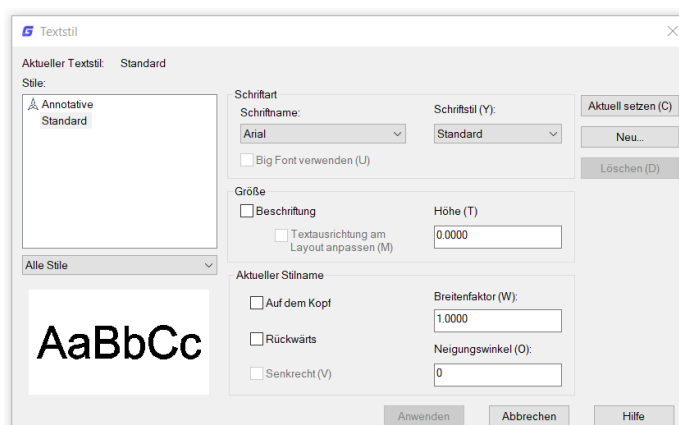 Textstil
Aktueller Textstil: Standard
Stile:
Annotative
Standard
Alle Stile
AaBbCc
Schriftart
Schriftname:
Arial
Schriftstil (Y):
Standard
Big Font verwenden (U)
Größe
Beschriftung
Textausrichtung am
Layout anpassen (M)
Höhe (T)
0.0000
Aktueller Stilname
Auf dem Kopf
Rückwärts
Senkrecht (V)
Breitenfaktor (W):
1.0000
Neigungswinkel (O):
0
Aktuell setzen (C)
Neu...
Löschen (D)
Anwenden
Abbrechen
Hilfe